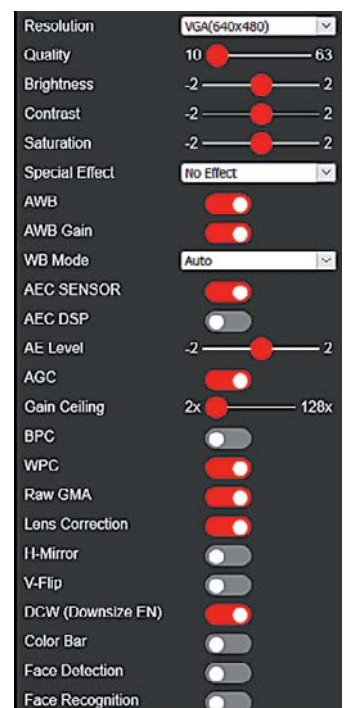 Resolution VGA(640x480)
Quality 10 63
Brightness -2 2
Contrast -2 2
Saturation -2 2
Special Effect No Effect
AWB
AWB Gain
WB Mode Auto
AEC SENSOR
AEC DSP
AE Level -2 2
AGC
Gain Ceiling 2x 128x
BPC
WPC
Raw GMA
Lens Correction
H-Mirror
V-Flip
DCW (Downsize EN)
Color Bar
Face Detection
Face Recognition